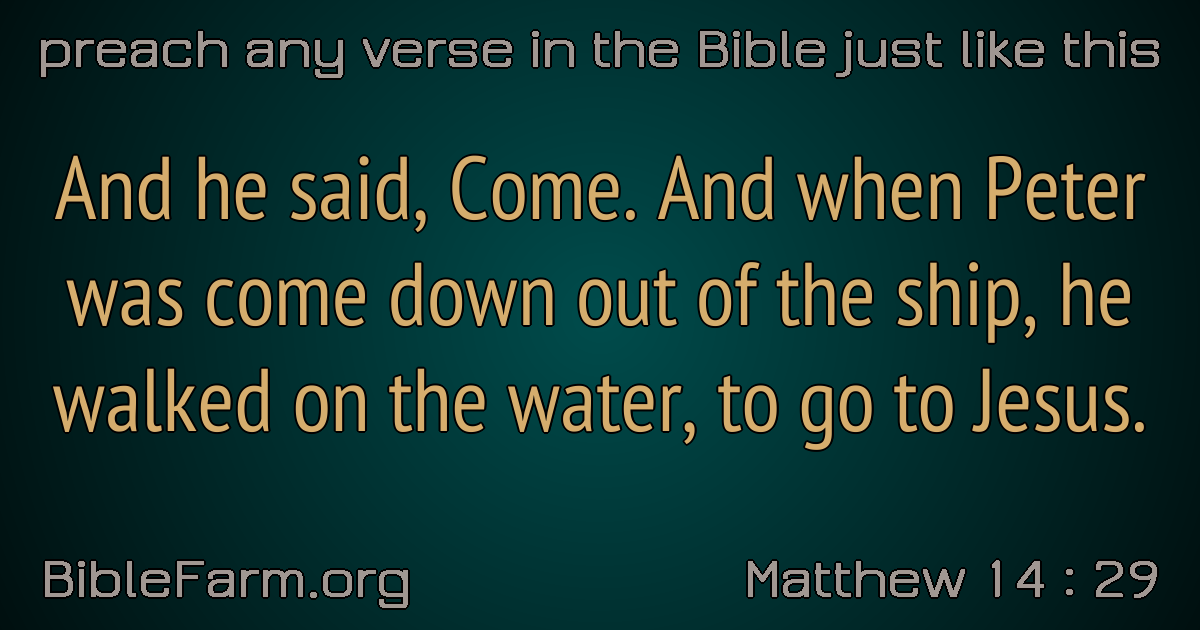 preach any verse in the Bible just like this
And he said, Come. And when Peter
was come down out of the ship, he
walked on the water, to go to Jesus.
BibleFarm.org
Matthew 14 : 29